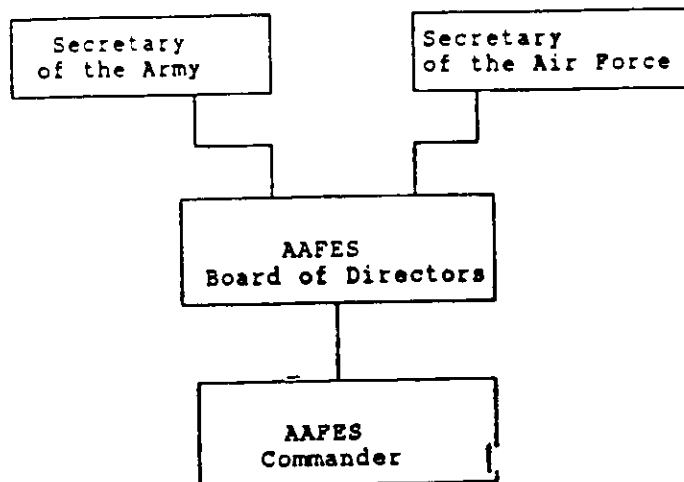 Secretary
of the Army
Secretary
of the Air Force
AAFES
Board of Directors
AAFES
Commander